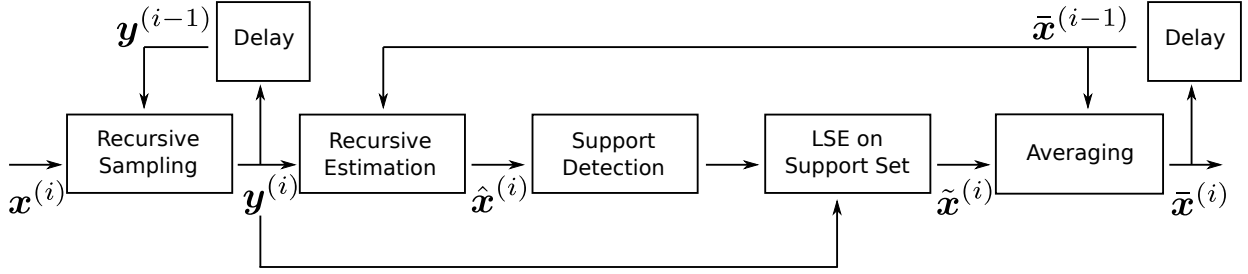 y^(i−1)
Delay
x̄^(i−1)
Delay
Recursive
Sampling
Recursive
Estimation
Support
Detection
LSE on
Support Set
Averaging
x^(i)
y^(i)
x̂^(i)
x̃^(i)
x̄^(i)